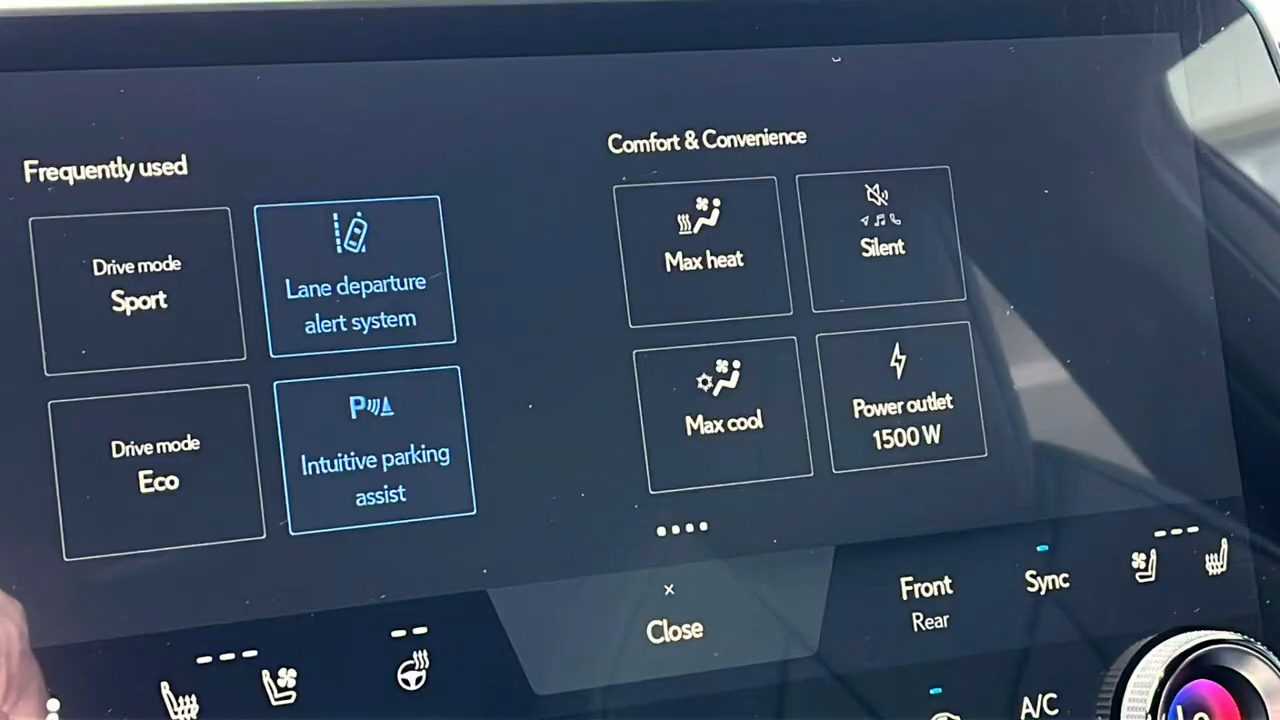 Frequently used
Drive mode
Sport
Lane departure
alert system
Drive mode
Eco
P
Intuitive parking
assist
Comfort & Convenience
Max heat
Silent
Max cool
Power outlet
1500 W
×
Close
Front
Rear
Sync
A/C
Lo